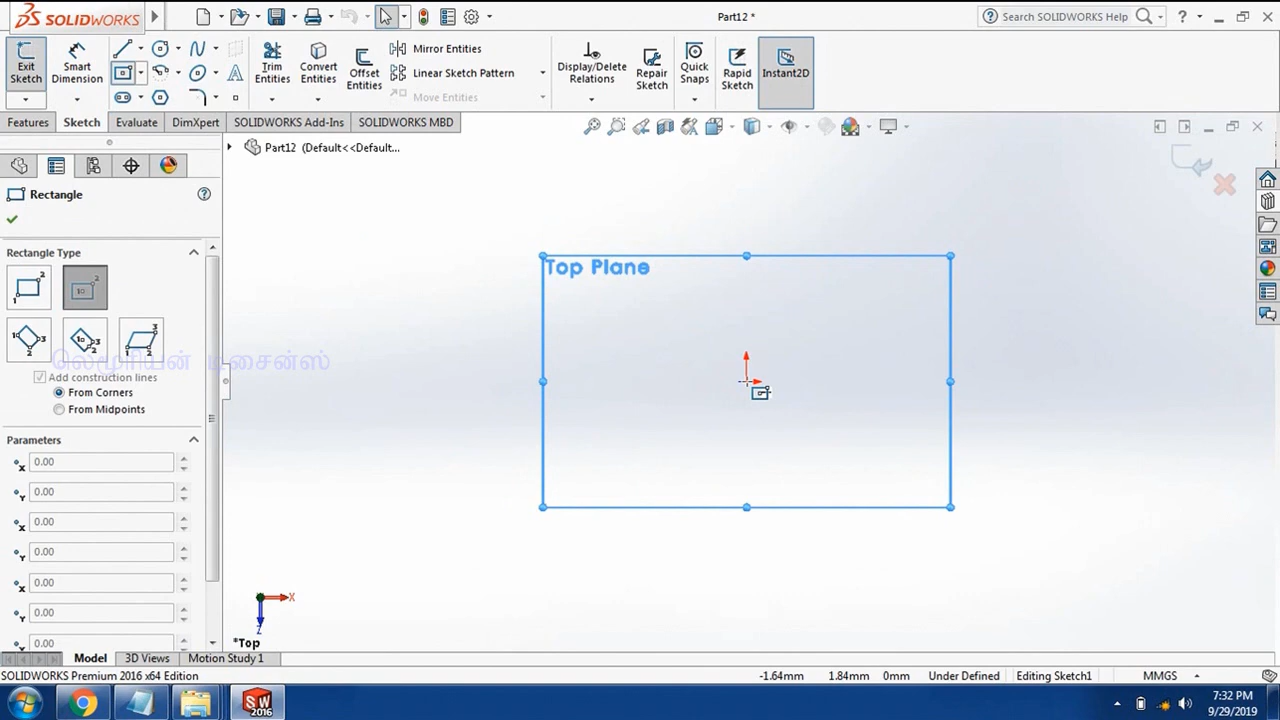 SOLIDWORKS
Part12 *
Search SOLIDWORKS Help
Exit Sketch
Smart Dimension
Trim Entities
Convert Entities
Offset Entities
Mirror Entities
Linear Sketch Pattern
Move Entities
Display/Delete Relations
Repair Sketch
Quick Snaps
Rapid Sketch
Instant2D
Features
Sketch
Evaluate
DimXpert
SOLIDWORKS Add-Ins
SOLIDWORKS MBD
Part12 (Default<<Default...
Rectangle
Rectangle Type
லெமூரியன் டிசைன்ஸ்
Add construction lines
From Corners
From Midpoints
Parameters
0.00
0.00
0.00
0.00
0.00
0.00
0.00
Top Plane
X
Z
*Top
Model
3D Views
Motion Study 1
SOLIDWORKS Premium 2016 x64 Edition
-1.64mm
1.84mm
0mm
Under Defined
Editing Sketch1
MMGS
SW 2016
7:32 PM
9/29/2019